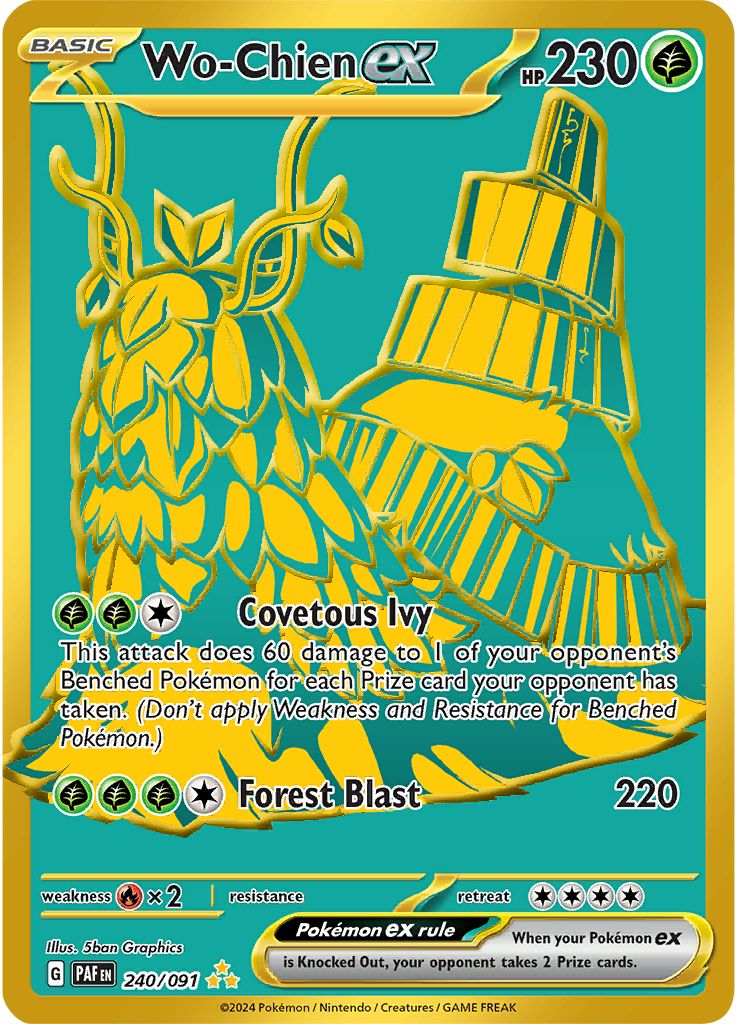 BASIC Wo-Chien ex HP 230
Covetous Ivy
This attack does 60 damage to 1 of your opponent's
Benched Pokémon for each Prize card your opponent has
taken. (Don't apply Weakness and Resistance for Benched
Pokémon.)
Forest Blast 220
weakness ×2 resistance retreat
Illus. 5ban Graphics
Pokémon ex rule When your Pokémon ex
is Knocked Out, your opponent takes 2 Prize cards.
G PAF EN 240/091
©2024 Pokémon / Nintendo / Creatures / GAME FREAK